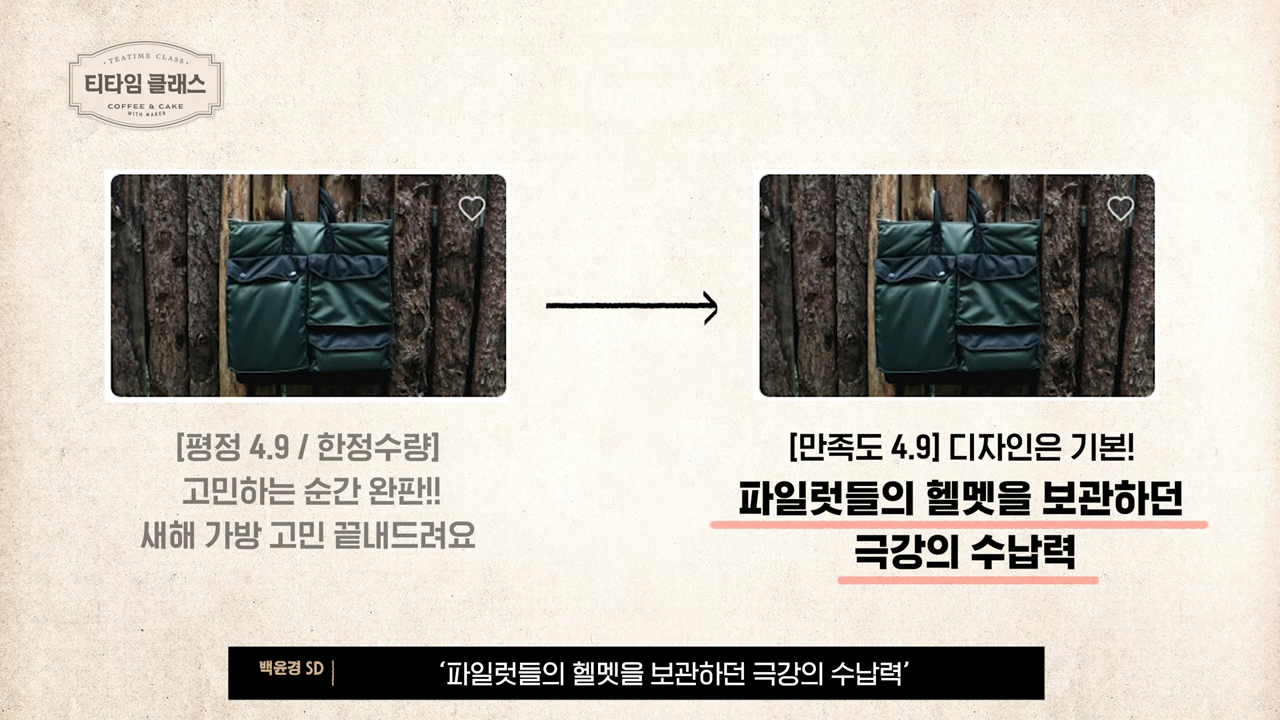 · TEATIME CLASS ·
티타임 클래스
COFFEE & CAKE
WITH MAKER
[평점 4.9 / 한정수량]
고민하는 순간 완판!!
새해 가방 고민 끝내드려요
[만족도 4.9] 디자인은 기본!
파일럿들의 헬멧을 보관하던
극강의 수납력
백윤경 SD
‘파일럿들의 헬멧을 보관하던 극강의 수납력’